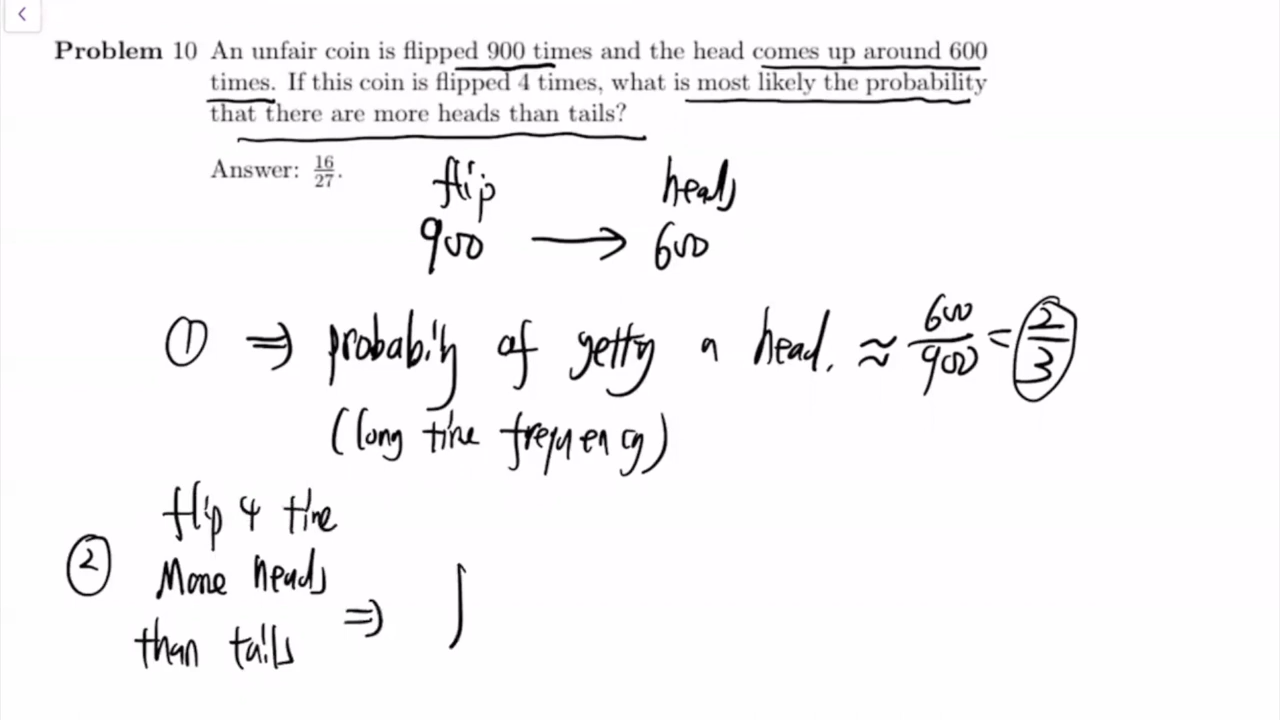 Problem 10 An unfair coin is flipped 900 times and the head comes up around 600
times. If this coin is flipped 4 times, what is most likely the probability
that there are more heads than tails?
Answer: 16/27.
flip heads
900 → 600
① ⇒ probability of getting a head. ≈ 600/900 = 2/3
(long time frequency)
flip 4 time
② More heads
than tails ⇒